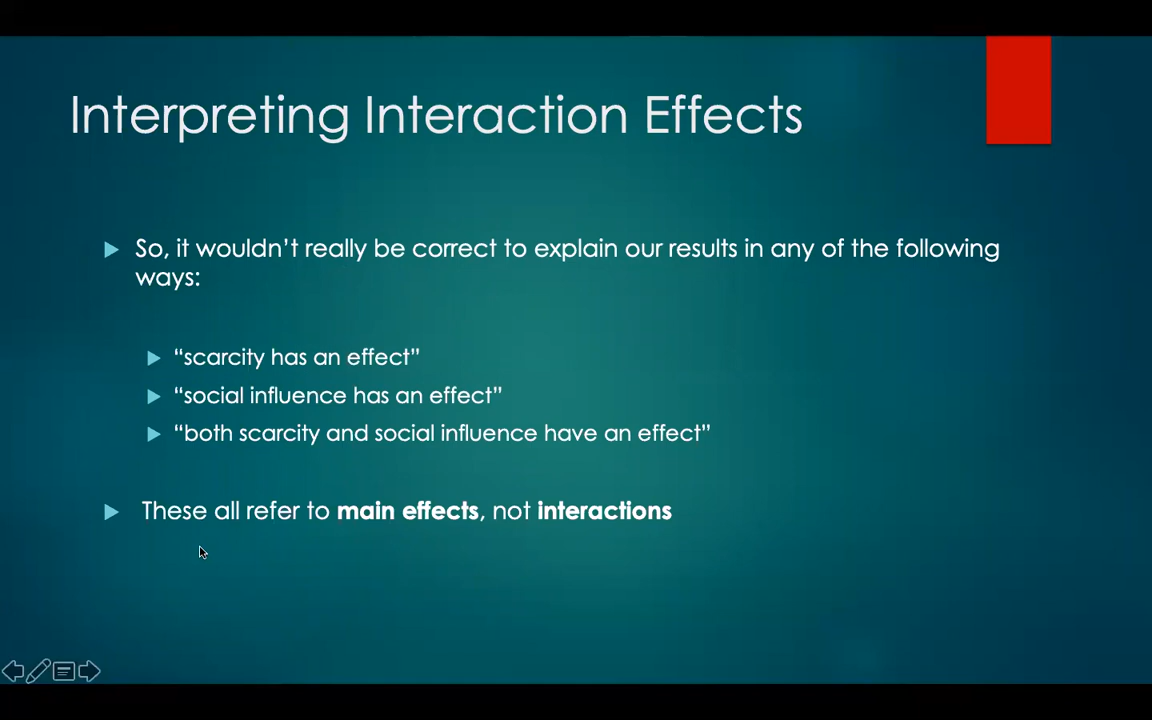 Interpreting Interaction Effects
So, it wouldn’t really be correct to explain our results in any of the following
ways:
“scarcity has an effect”
“social influence has an effect”
“both scarcity and social influence have an effect”
These all refer to main effects, not interactions